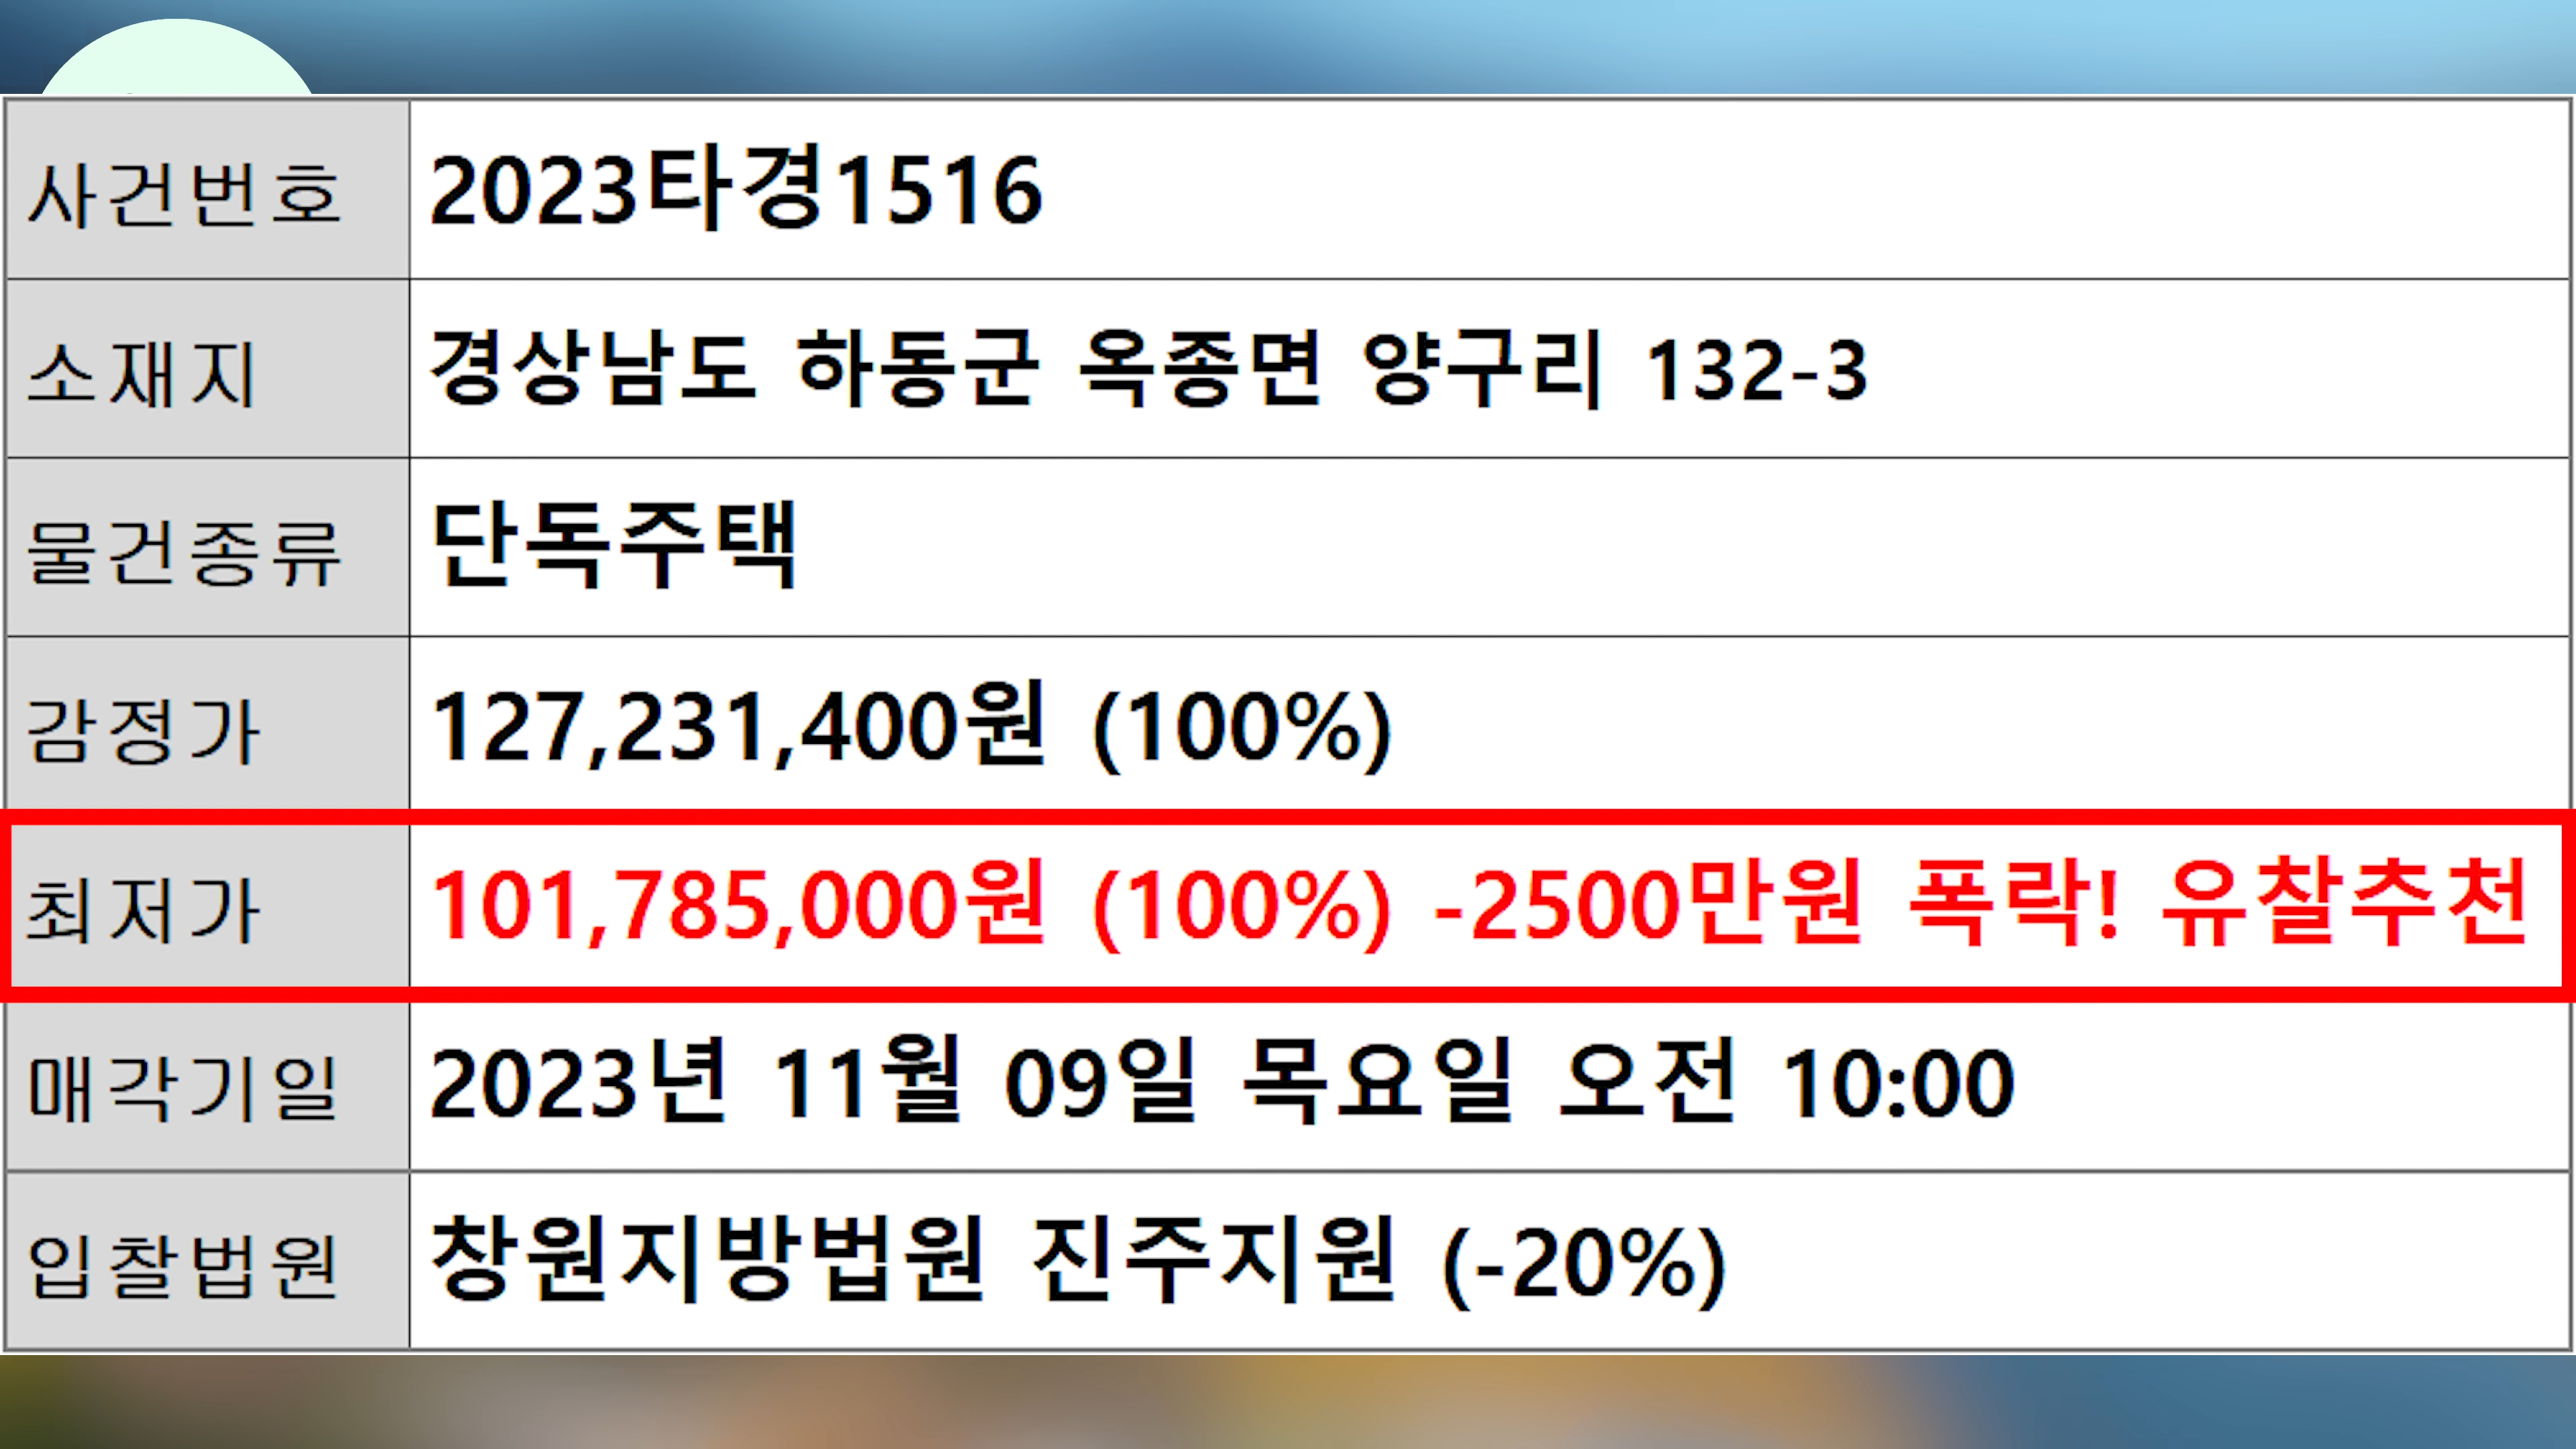 사건번호 2023타경1516
소재지 경상남도 하동군 옥종면 양구리 132-3
물건종류 단독주택
감정가 127,231,400원 (100%)
최저가 101,785,000원 (100%) -2500만원 폭락! 유찰추천
매각기일 2023년 11월 09일 목요일 오전 10:00
입찰법원 창원지방법원 진주지원 (-20%)